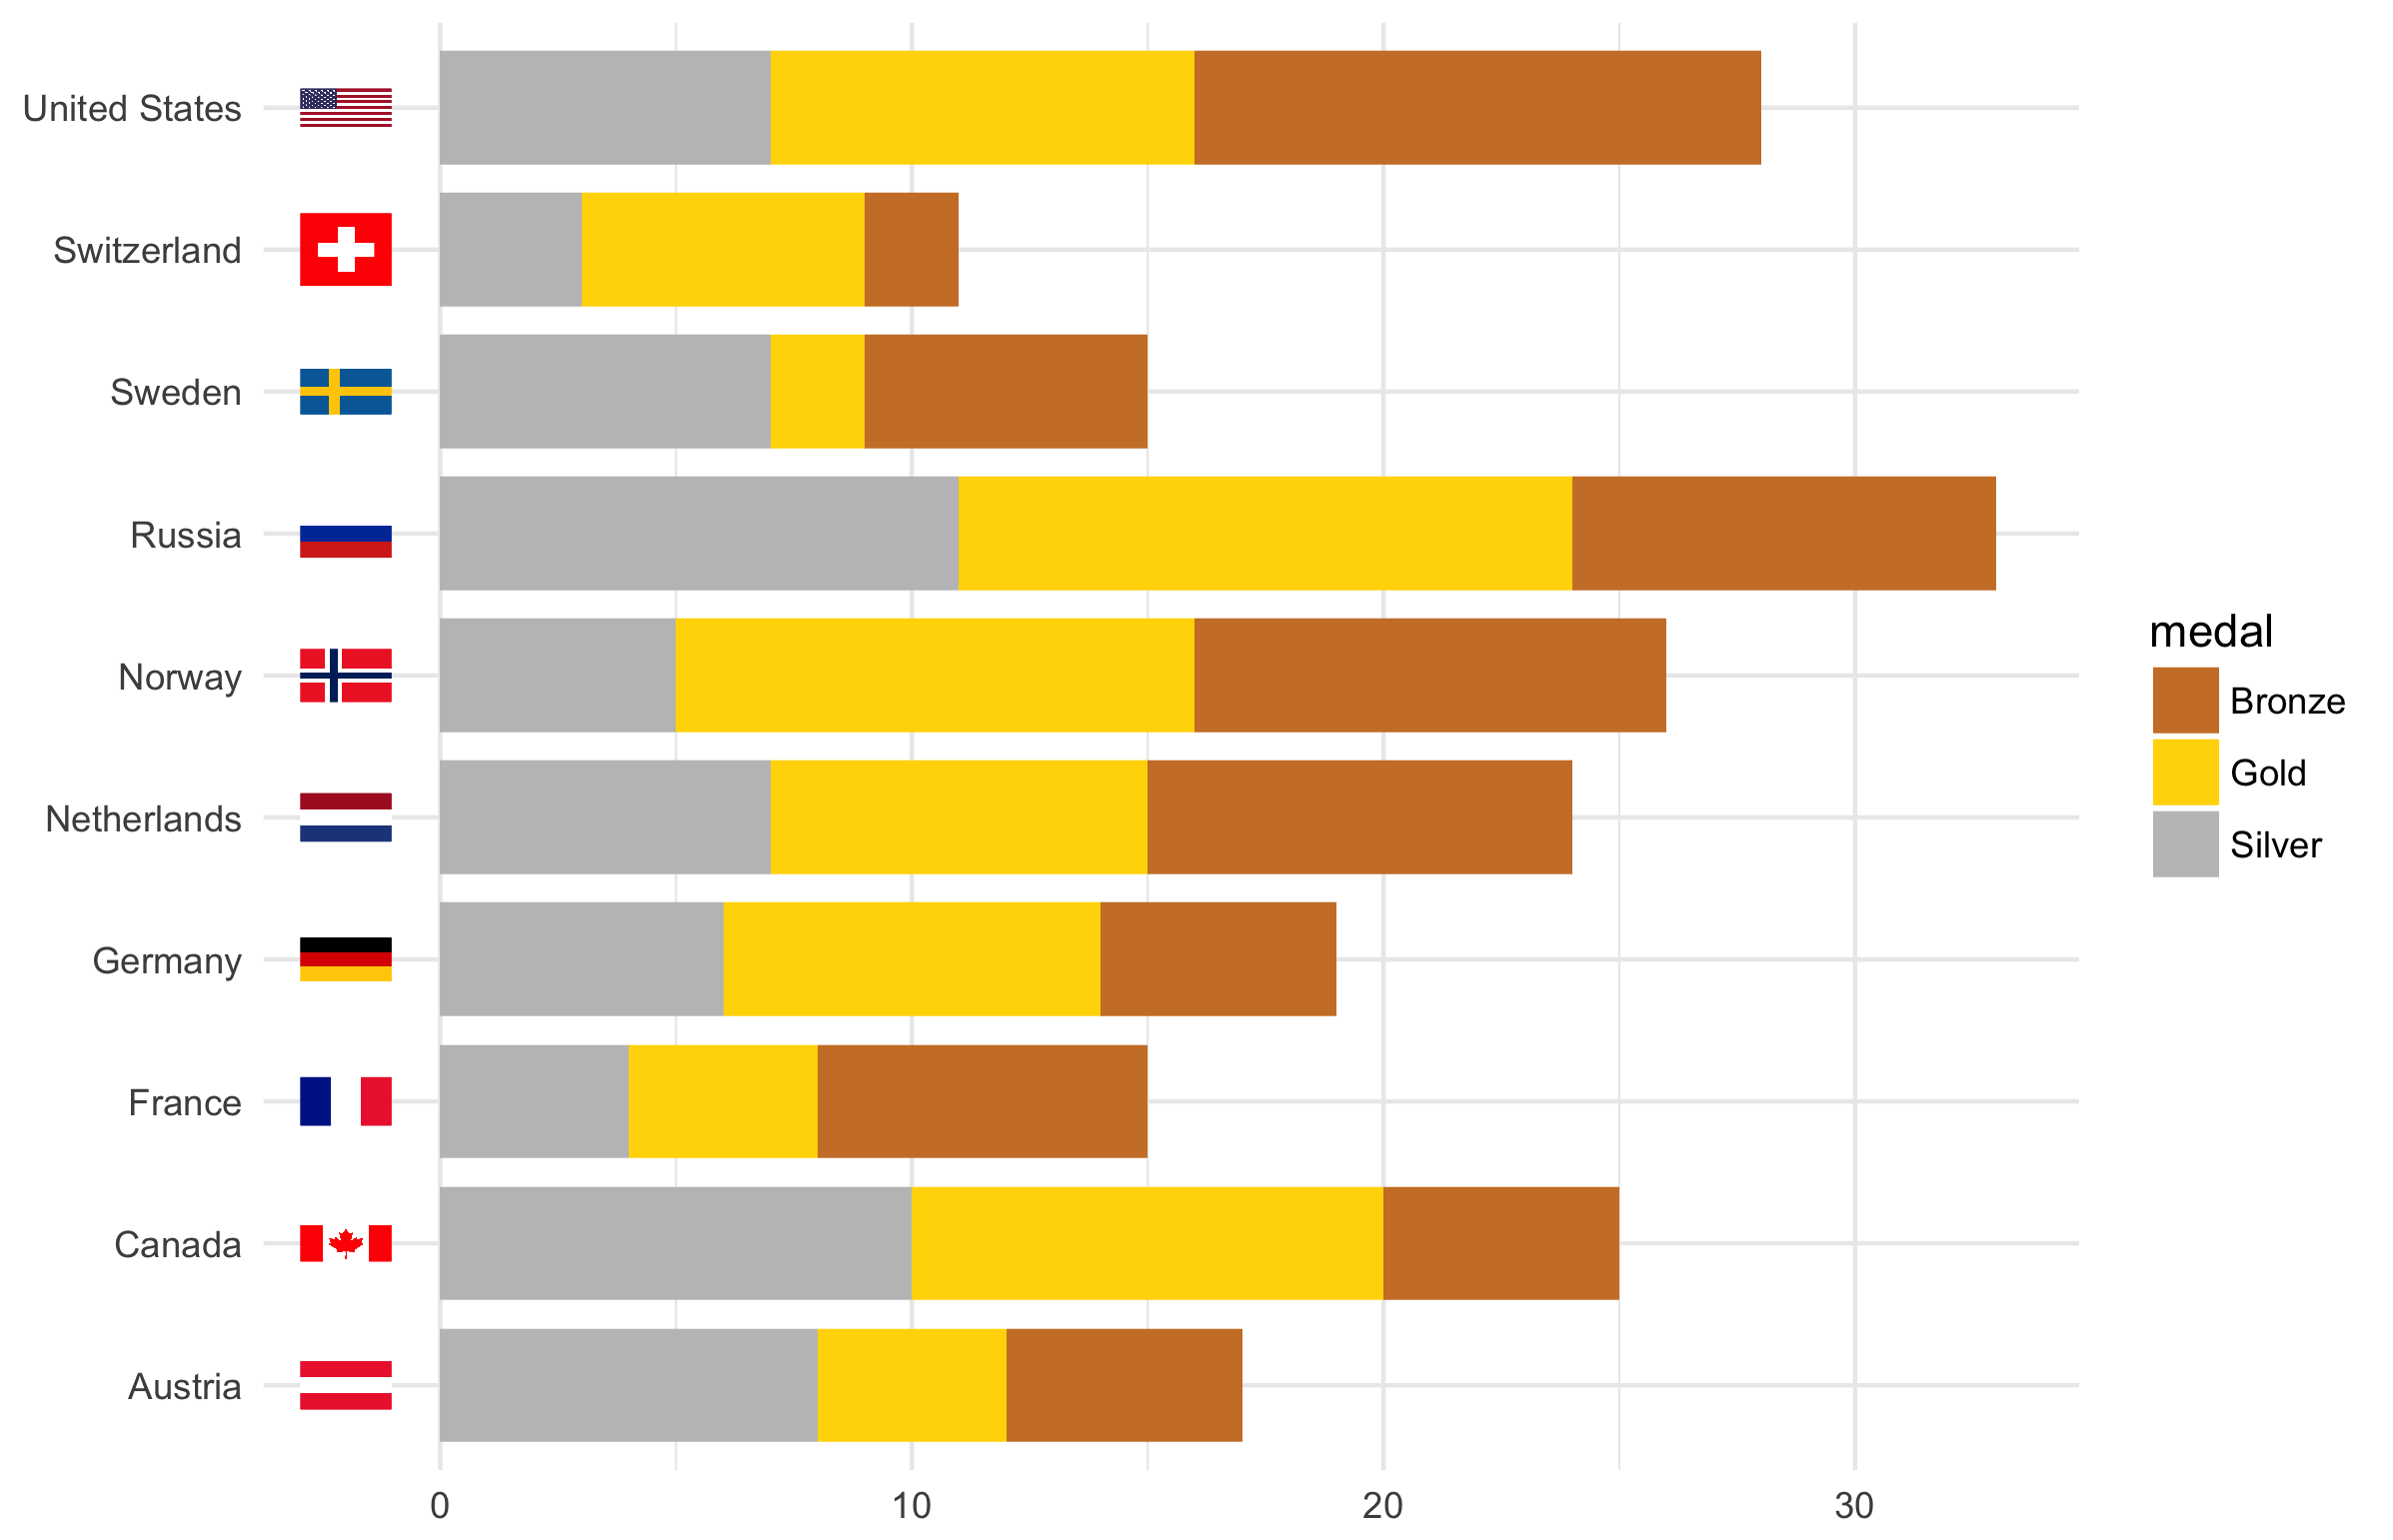 United States
Switzerland
Sweden
Russia
Norway
Netherlands
Germany
France
Canada
Austria
0 10 20 30
medal
Bronze
Gold
Silver